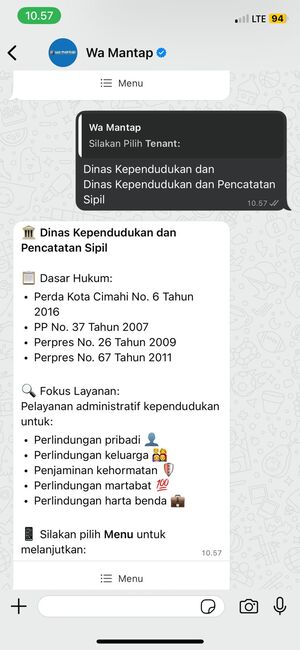 10.57
LTE 94
Wa Mantap
Menu
Wa Mantap
Silakan Pilih Tenant:
Dinas Kependudukan dan
Dinas Kependudukan dan Pencatatan
Sipil
10.57
🏛️ Dinas Kependudukan dan
Pencatatan Sipil
📋 Dasar Hukum:
• Perda Kota Cimahi No. 6 Tahun
2016
• PP No. 37 Tahun 2007
• Perpres No. 26 Tahun 2009
• Perpres No. 67 Tahun 2011
🔍 Fokus Layanan:
Pelayanan administratif kependudukan
untuk:
• Perlindungan pribadi 👤
• Perlindungan keluarga 👨‍👩‍👧‍👦
• Penjaminan kehormatan 🛡️
• Perlindungan martabat 💯
• Perlindungan harta benda 💼
📱 Silakan pilih Menu untuk
melanjutkan:
10.57
Menu